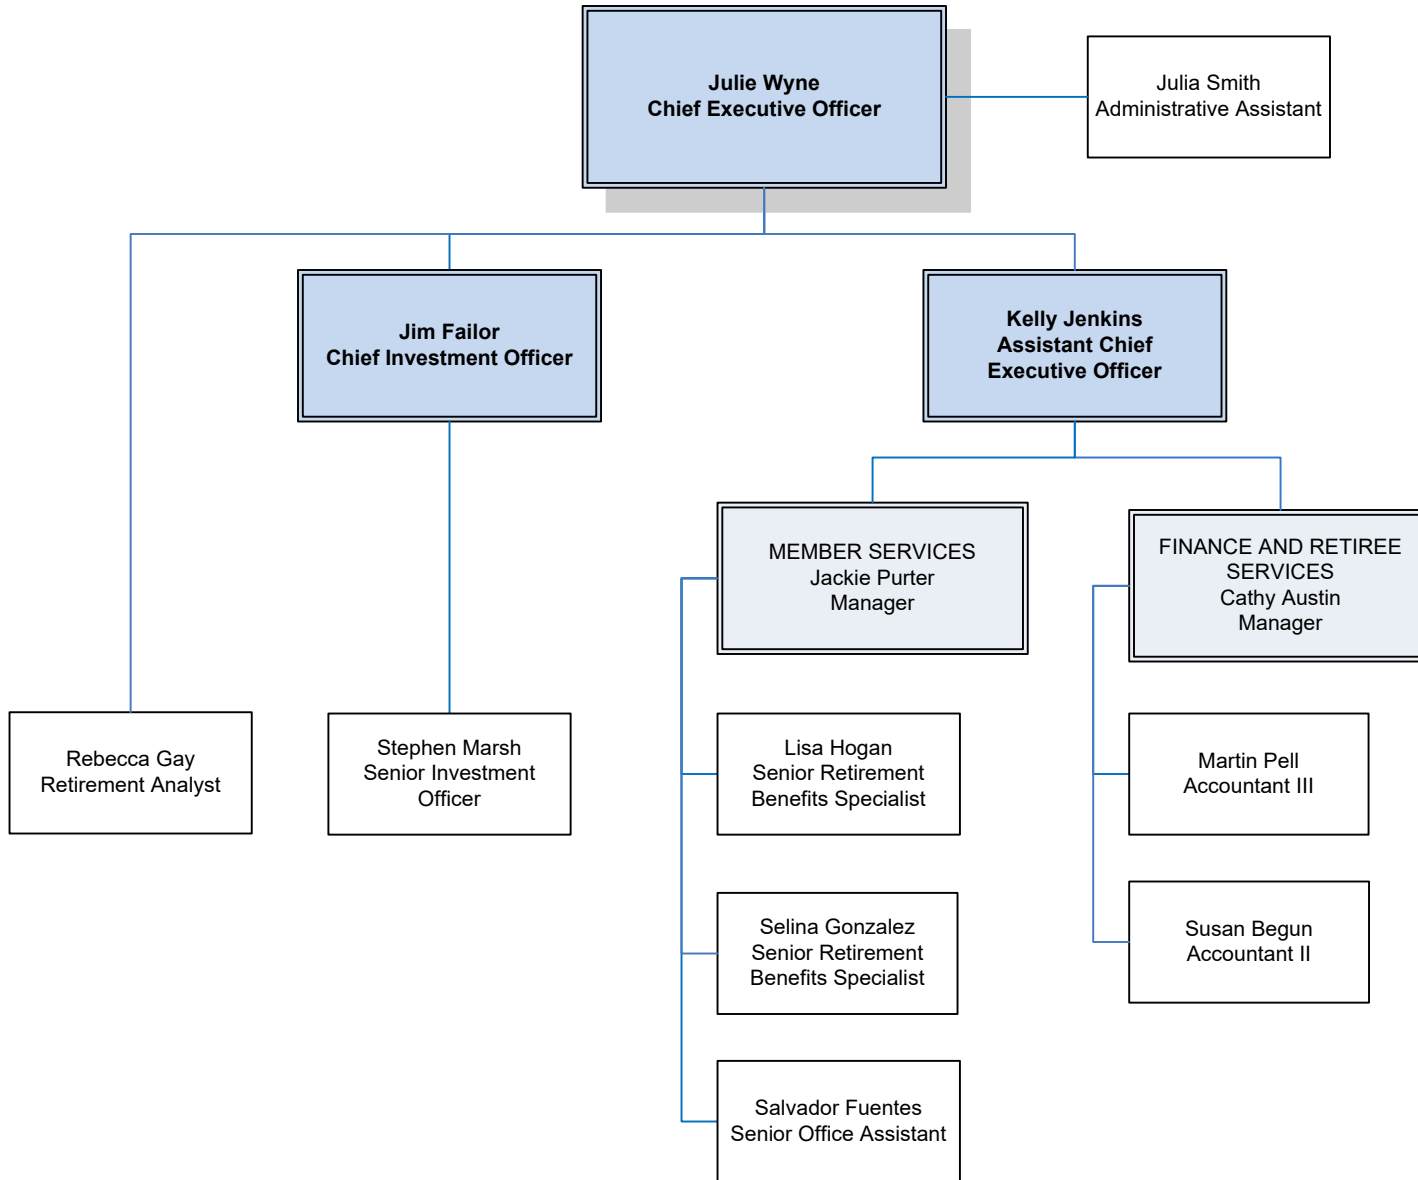 Julie Wyne
Chief Executive Officer
Julia Smith
Administrative Assistant
Jim Failor
Chief Investment Officer
Kelly Jenkins
Assistant Chief
Executive Officer
MEMBER SERVICES
Jackie Purter
Manager
FINANCE AND RETIREE
SERVICES
Cathy Austin
Manager
Rebecca Gay
Retirement Analyst
Stephen Marsh
Senior Investment
Officer
Lisa Hogan
Senior Retirement
Benefits Specialist
Martin Pell
Accountant III
Selina Gonzalez
Senior Retirement
Benefits Specialist
Susan Begun
Accountant II
Salvador Fuentes
Senior Office Assistant